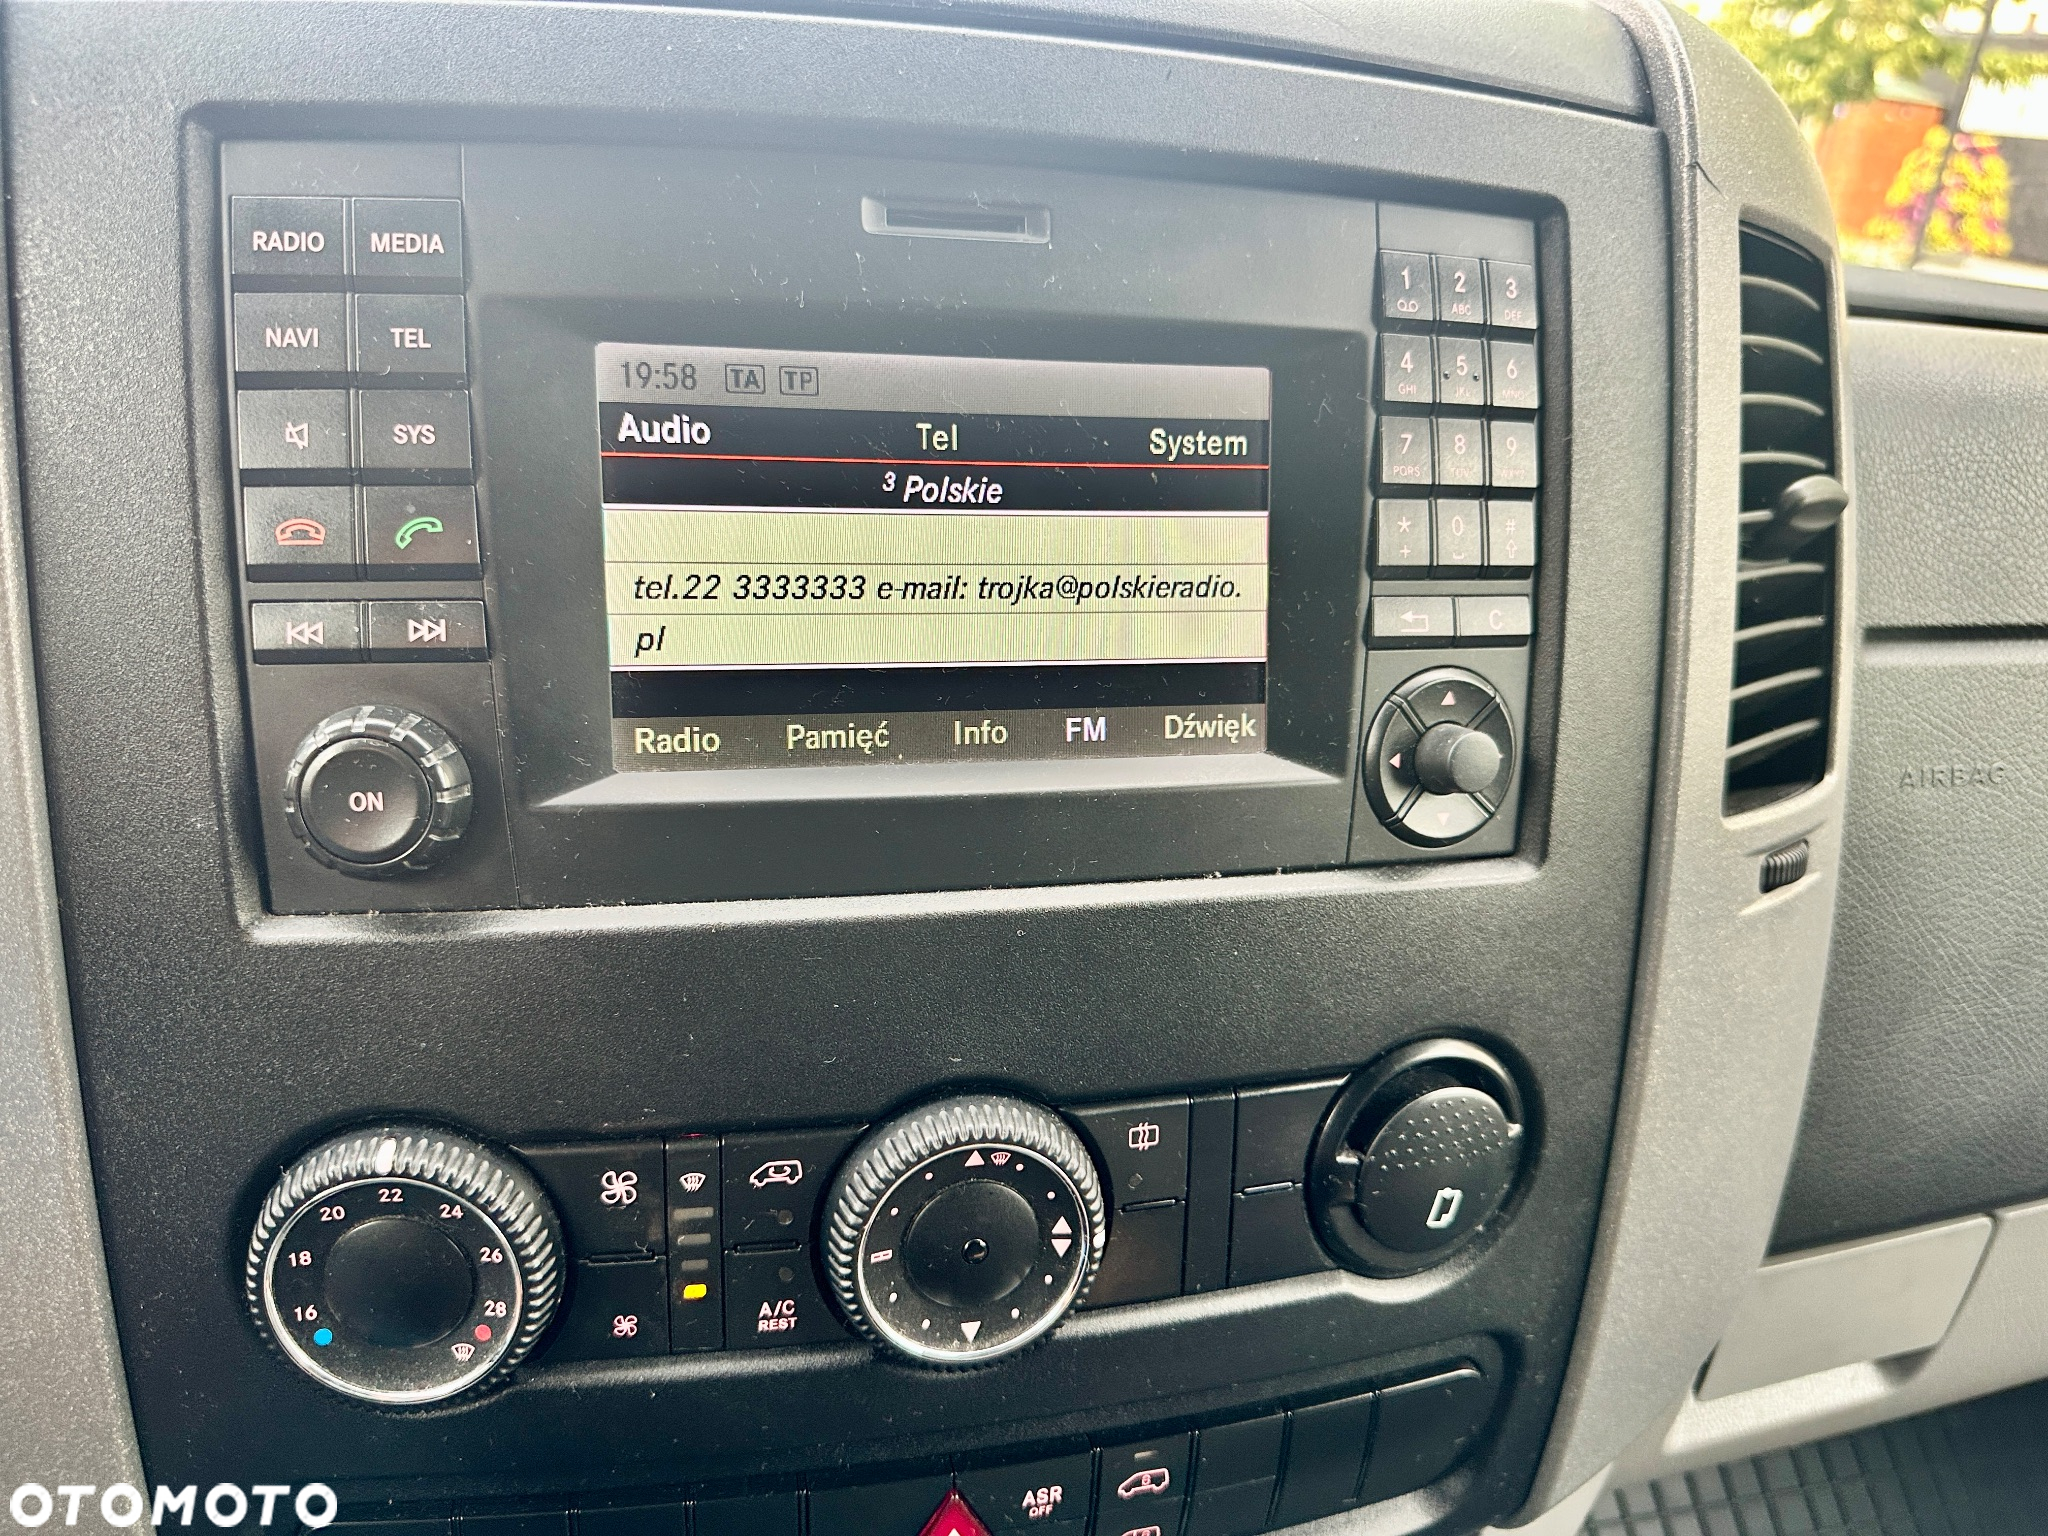 RADIO MEDIA
NAVI TEL
SYS
ON
19:58 TA TP
Audio Tel System
3 Polskie
tel.22 3333333 e-mail: trojka@polskieradio.
pl
Radio Pamięć Info FM Dźwięk
1 2 3
ABC DEF
4 5 6
GHI
7 8 9
PQRS
* 0 #
+
C
AIRBAG
16 18 20 22 24 26 28
A/C
REST
ASR
OFF
OTOMOTO